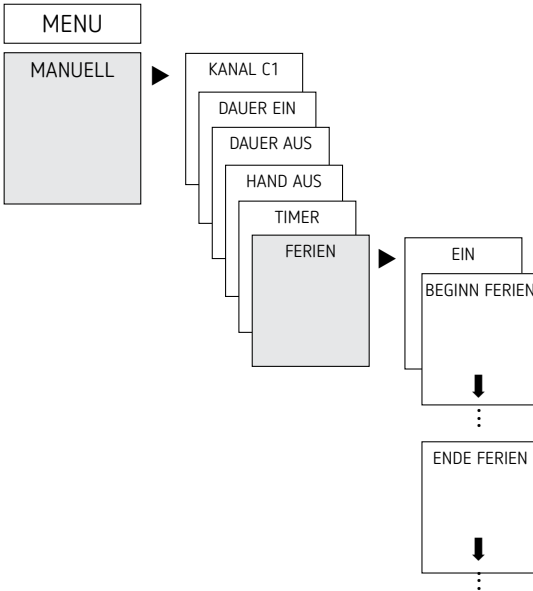 MENU
MANUELL
KANAL C1
DAUER EIN
DAUER AUS
HAND AUS
TIMER
FERIEN
EIN
BEGINN FERIEN
ENDE FERIEN